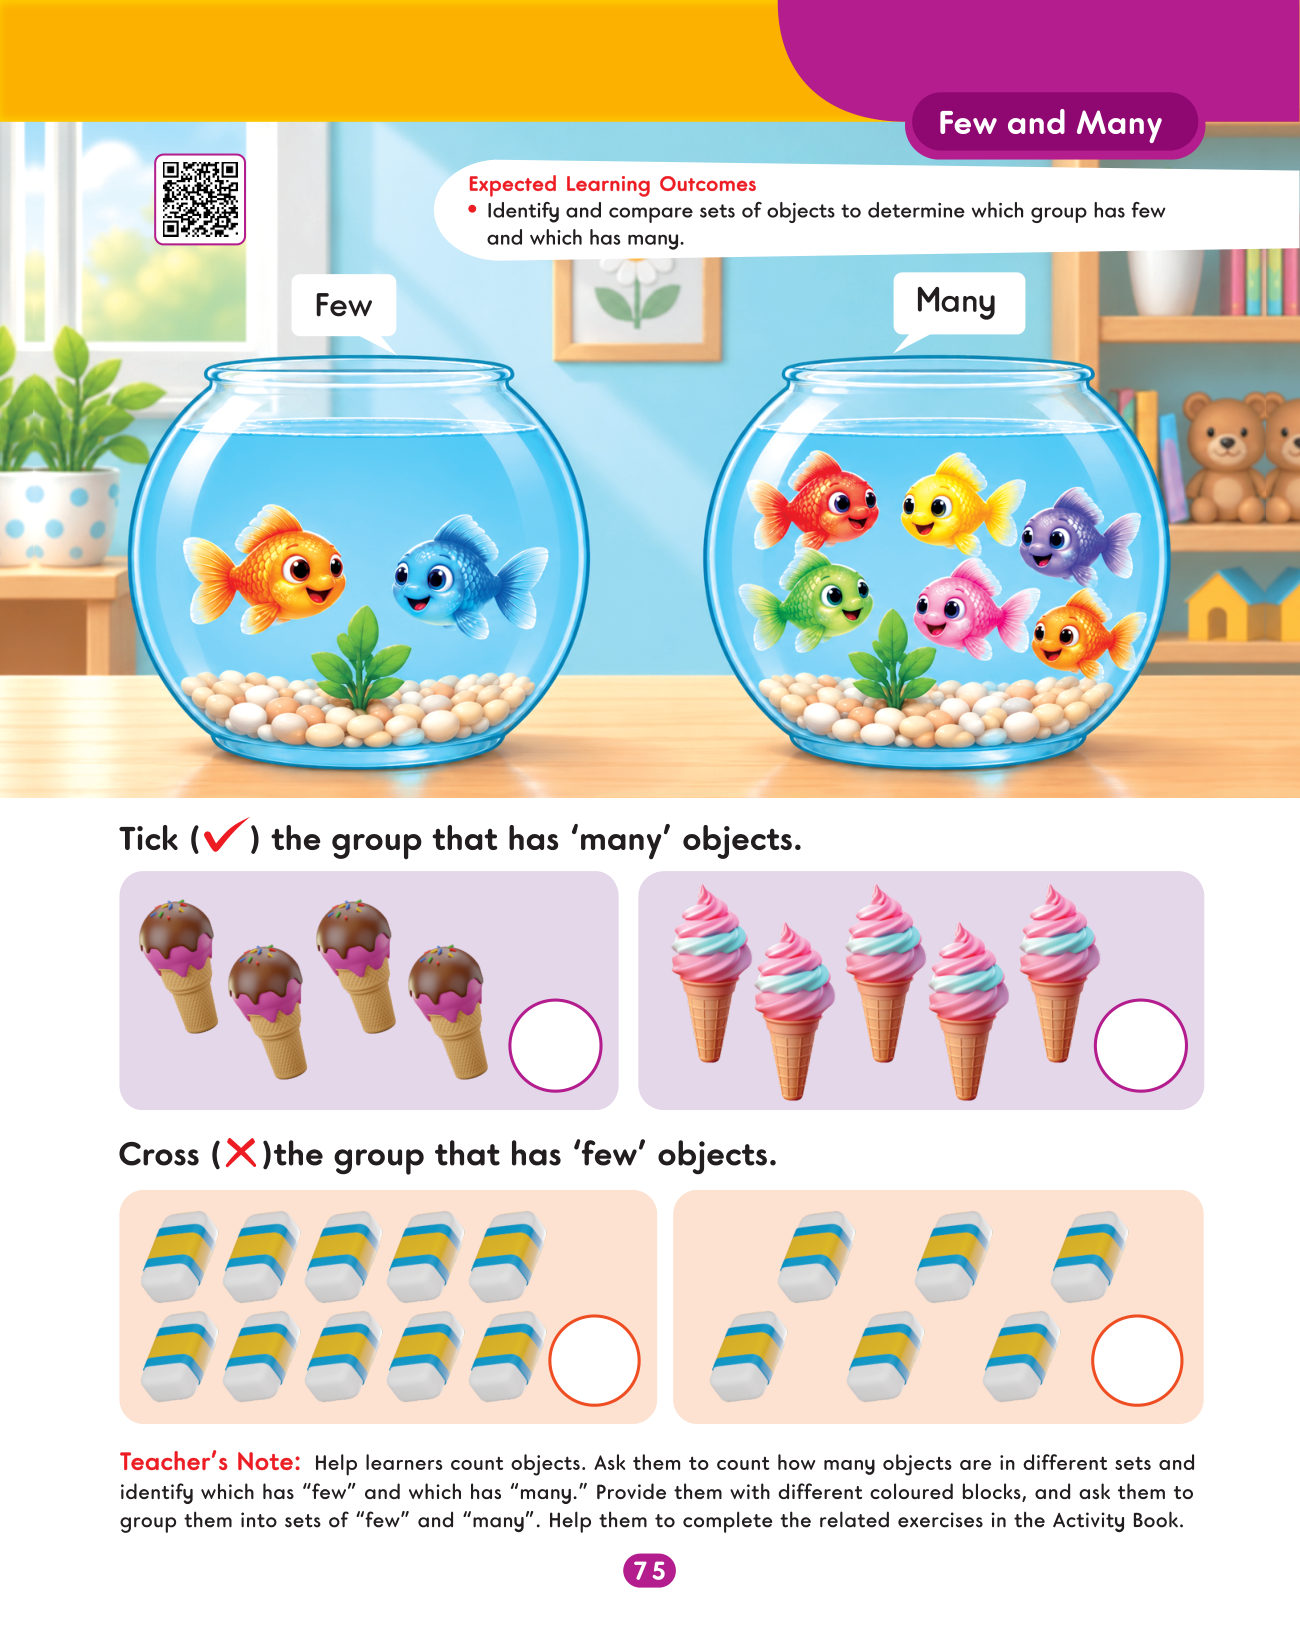 Few and Many
Expected Learning Outcomes
• Identify and compare sets of objects to determine which group has few
and which has many.
Few
Many
Tick (✓) the group that has ‘many’ objects.
Cross (✗)the group that has ‘few’ objects.
Teacher’s Note: Help learners count objects. Ask them to count how many objects are in different sets and
identify which has “few” and which has “many.” Provide them with different coloured blocks, and ask them to
group them into sets of “few” and “many”. Help them to complete the related exercises in the Activity Book.
75